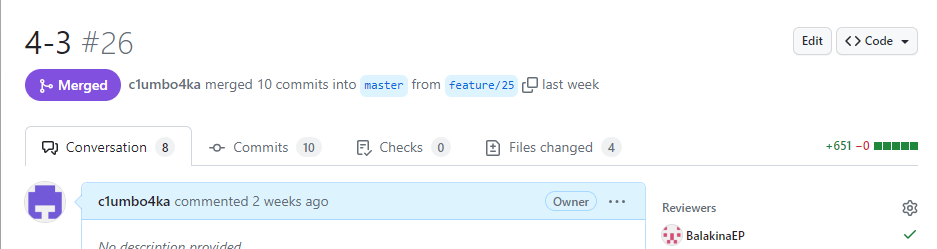 4-3 #26
Edit
Code
Merged c1umbo4ka merged 10 commits into master from feature/25 last week
Conversation 8 Commits 10 Checks 0 Files changed 4 +651 −0
c1umbo4ka commented 2 weeks ago Owner
Reviewers
No description provided.
BalakinaEP